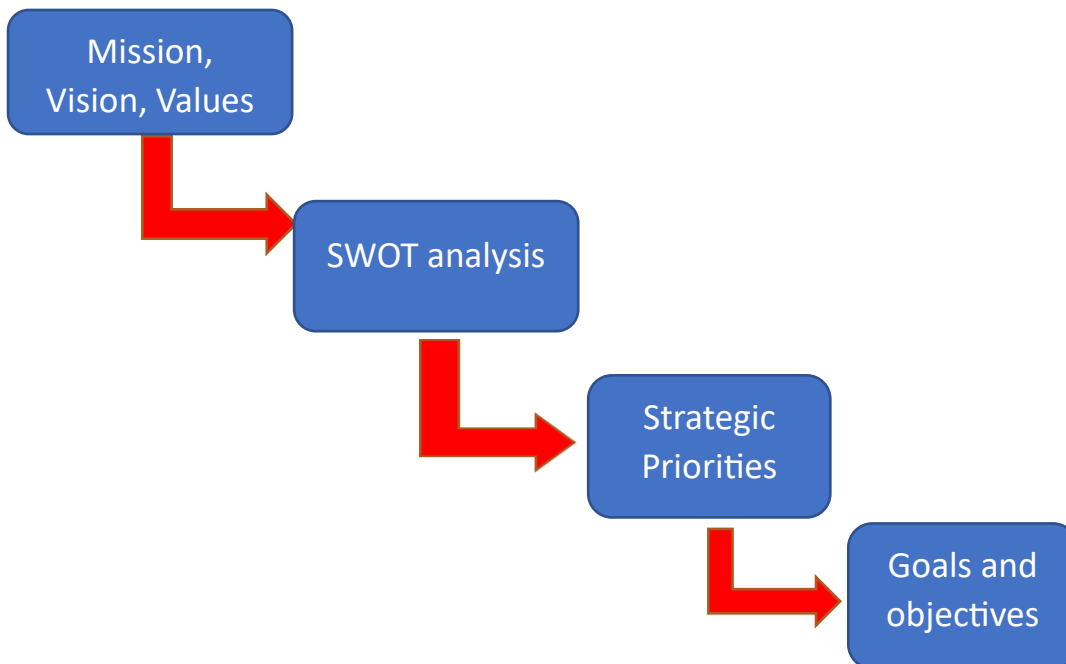 Mission,
Vision, Values
SWOT analysis
Strategic
Priorities
Goals and
objectives